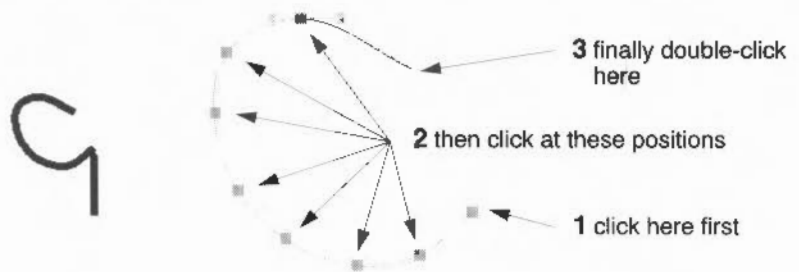 3 finally double-click
here
2 then click at these positions
1 click here first